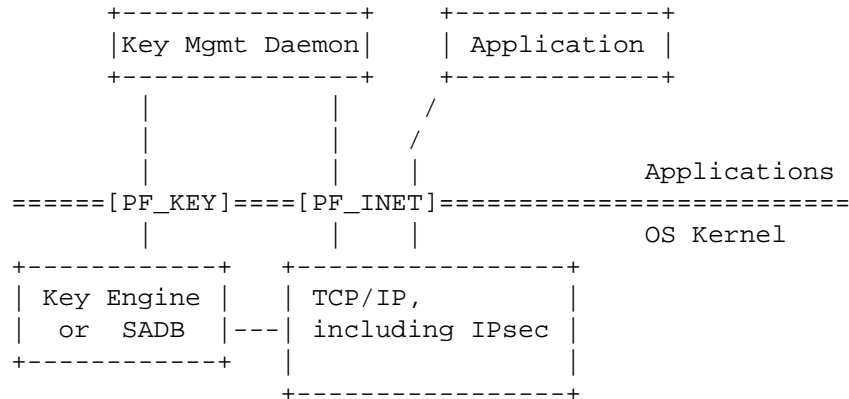 +---------------+     +-------------+
|Key Mgmt Daemon|     | Application |
+---------------+     +-------------+
|           |      /
|           |     /
|           |    |              Applications
======[PF_KEY]====[PF_INET]==========================
|           |    |              OS Kernel
+------------+   +-----------------+
| Key Engine |   | TCP/IP,         |
|  or  SADB  |---| including IPsec |
+------------+   |                 |
+-----------------+